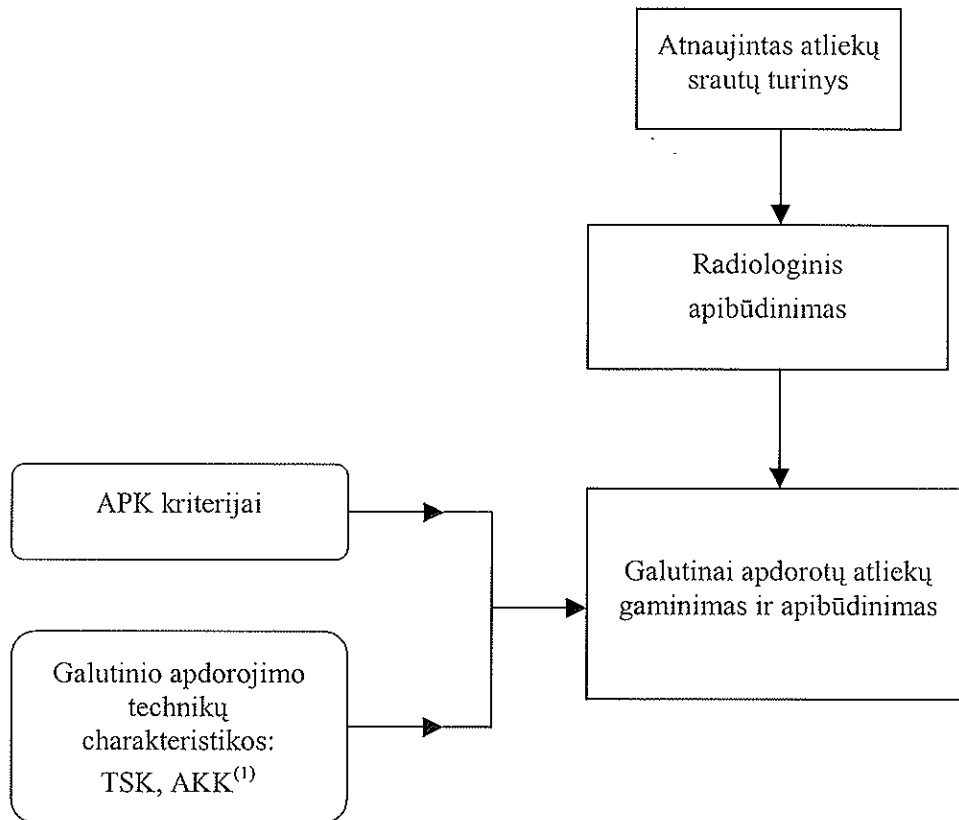 Atnaujintas atliekų
srautų turinys
Radiologinis
apibūdinimas
APK kriterijai
Galutinai apdorotų atliekų
gaminimas ir apibūdinimas
Galutinio apdorojimo
technikų
charakteristikos:
TSK, AKK⁽¹⁾